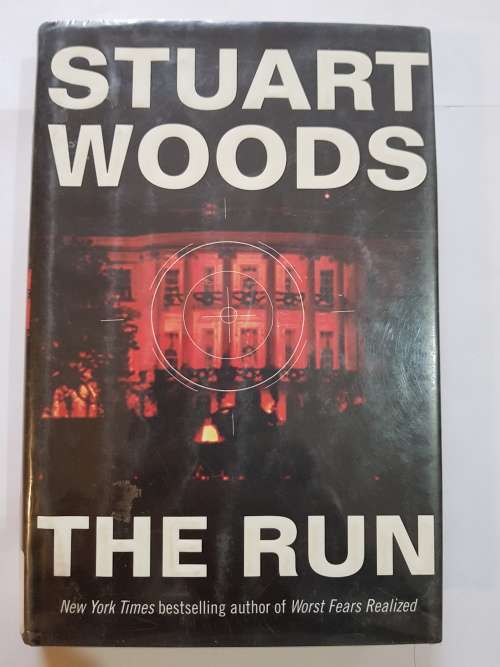 STUART
WOODS
THE RUN
New York Times bestselling author of Worst Fears Realized